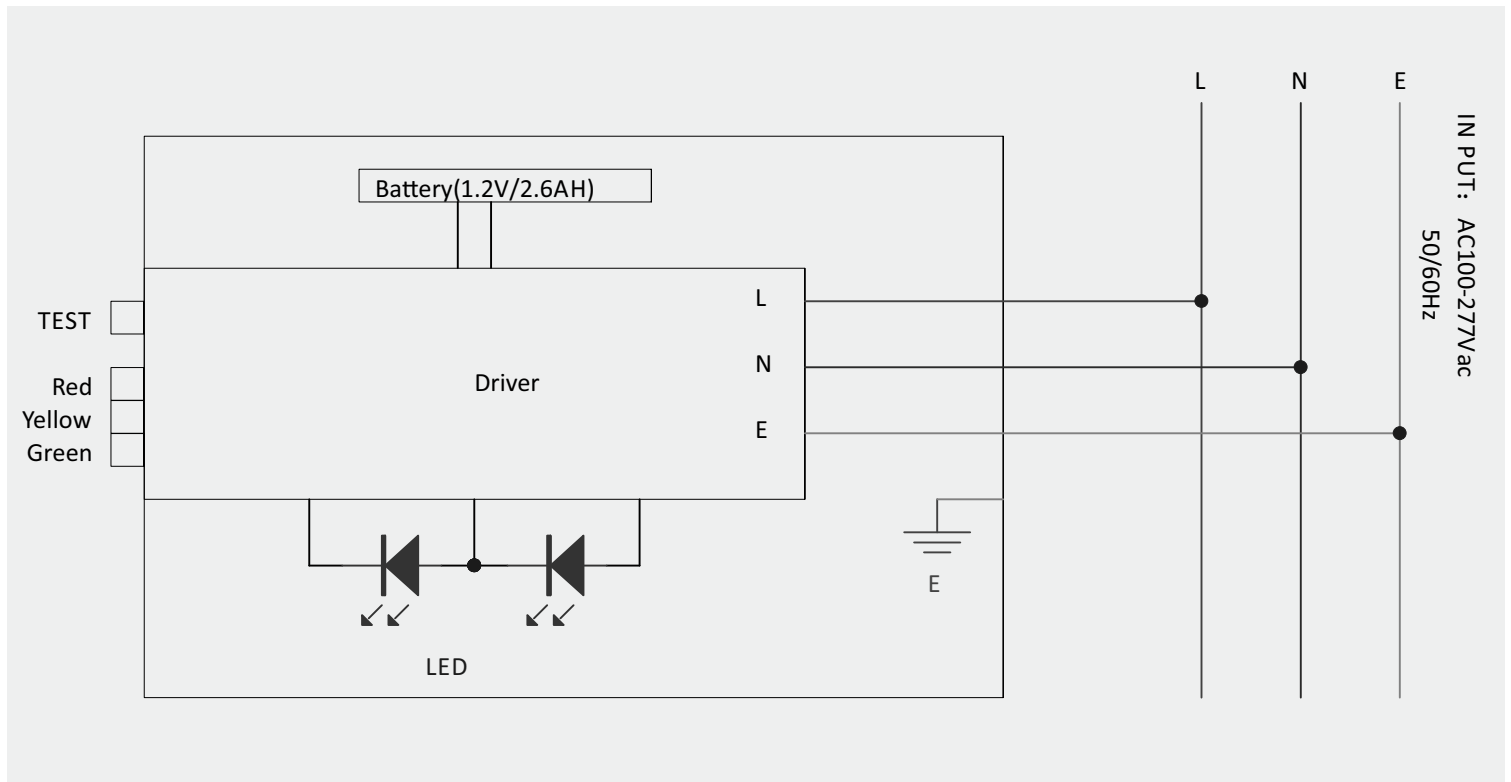 L N E
IN PUT: AC100-277Vac
50/60Hz
Battery(1.2V/2.6AH)
L
TEST
N
Driver
Red
Yellow
E
Green
E
LED